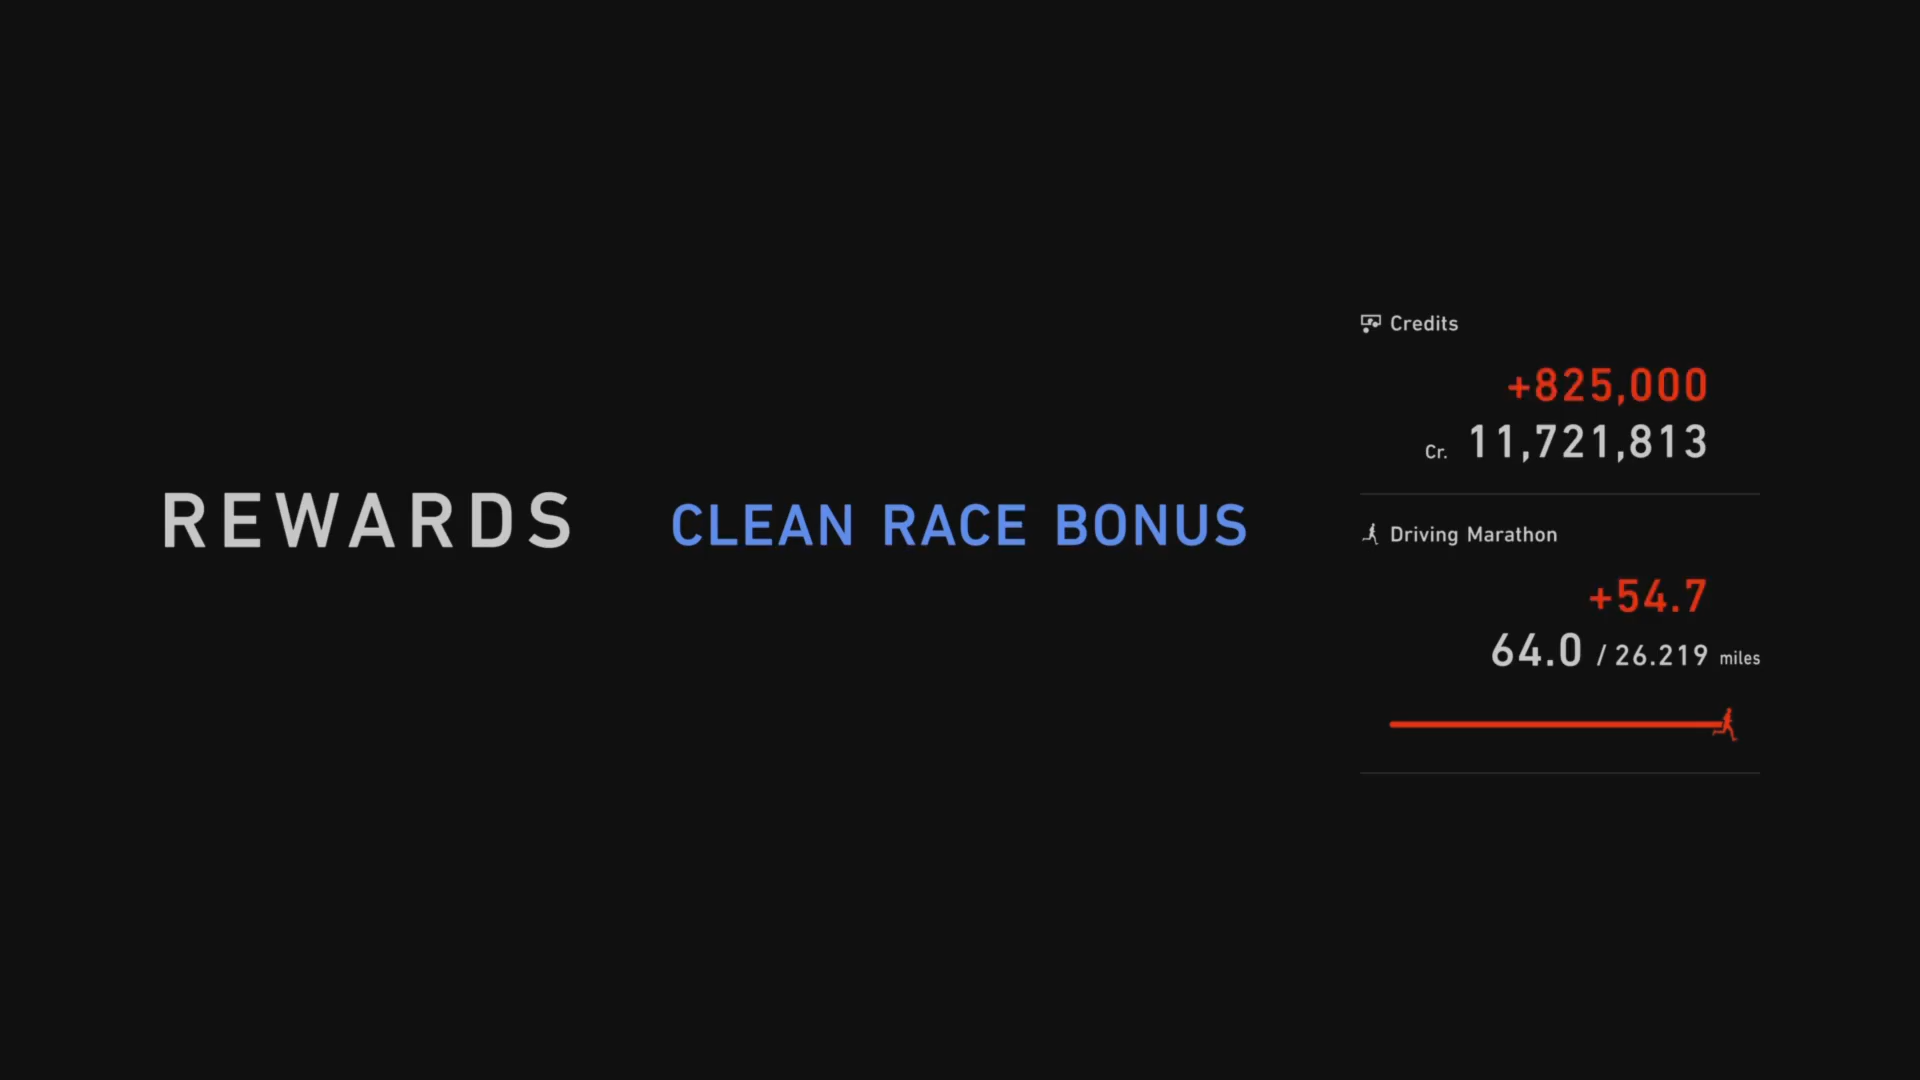 REWARDS
CLEAN RACE BONUS
Credits
+825,000
Cr. 11,721,813
Driving Marathon
+54.7
64.0 / 26.219 miles